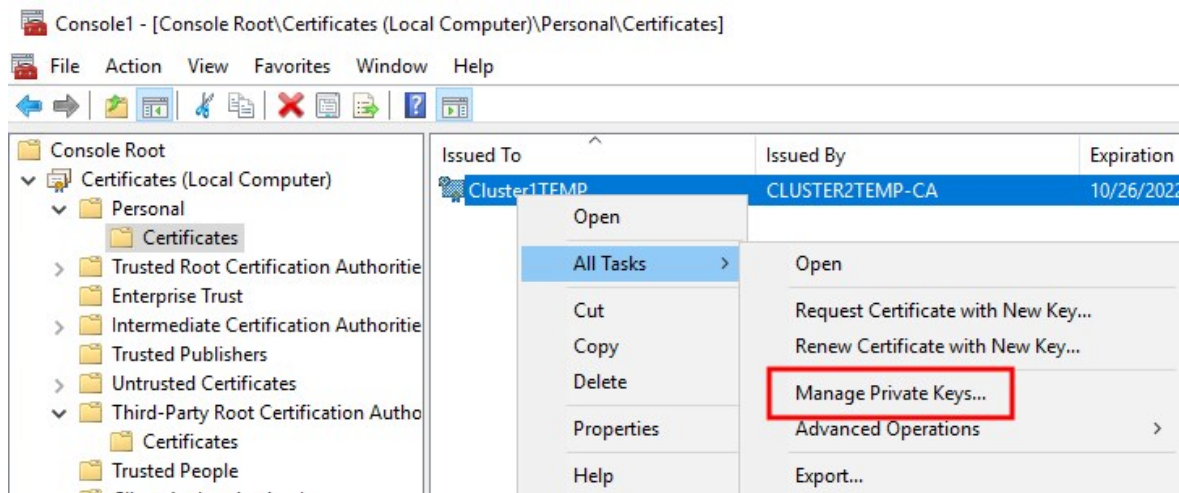 Console1 - [Console Root\Certificates (Local Computer)\Personal\Certificates]
File Action View Favorites Window Help
Console Root
Certificates (Local Computer)
Personal
Certificates
Trusted Root Certification Authoritie
Enterprise Trust
Intermediate Certification Authoritie
Trusted Publishers
Untrusted Certificates
Third-Party Root Certification Autho
Certificates
Trusted People
Issued To Issued By Expiration
Cluster1TEMP CLUSTER2TEMP-CA 10/26/2022
Open
All Tasks
Cut
Copy
Delete
Properties
Help
Open
Request Certificate with New Key...
Renew Certificate with New Key...
Manage Private Keys...
Advanced Operations
Export...